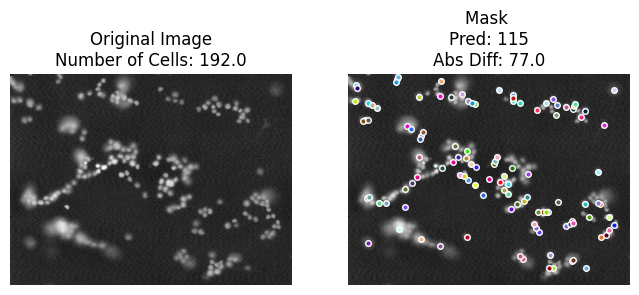 Original Image
Number of Cells: 192.0
Mask
Pred: 115
Abs Diff: 77.0